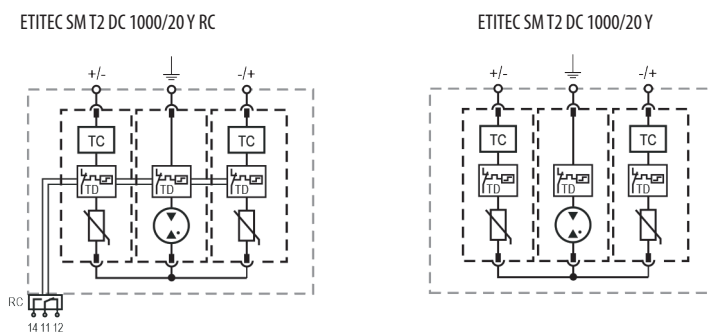 ETITEC SM T2 DC 1000/20 Y RC
ETITEC SM T2 DC 1000/20 Y
+/- -/+
+/- -/+
TC TC
TC TC
TD TD TD
TD TD TD
RC
14 11 12